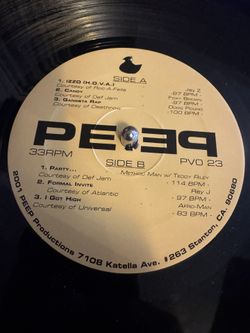 SIDE A
1. IZZO (H.O.V.A.) Jay Z
Courtesy of Roc-A-Fella - 87 BPM -
2. Candy Foxy Brown
Courtesy of Def Jam - 97 BPM -
3. Gangsta Rap Dogg Pound
Courtesy of Deathrow - 100 BPM -
PEEP
33RPM SIDE B PVO 23
1. Party... Method Man w/ Teddy Riley
Courtesy of Def Jam - 114 BPM -
2. Formal Invite Ray J
Courtesy of Atlantic - 97 BPM -
3. I Got High Afro-Man
Courtesy of Universal - 83 BPM -
2001 PEEP Productions 7108 Katella Ave. #263 Stanton, CA. 90680